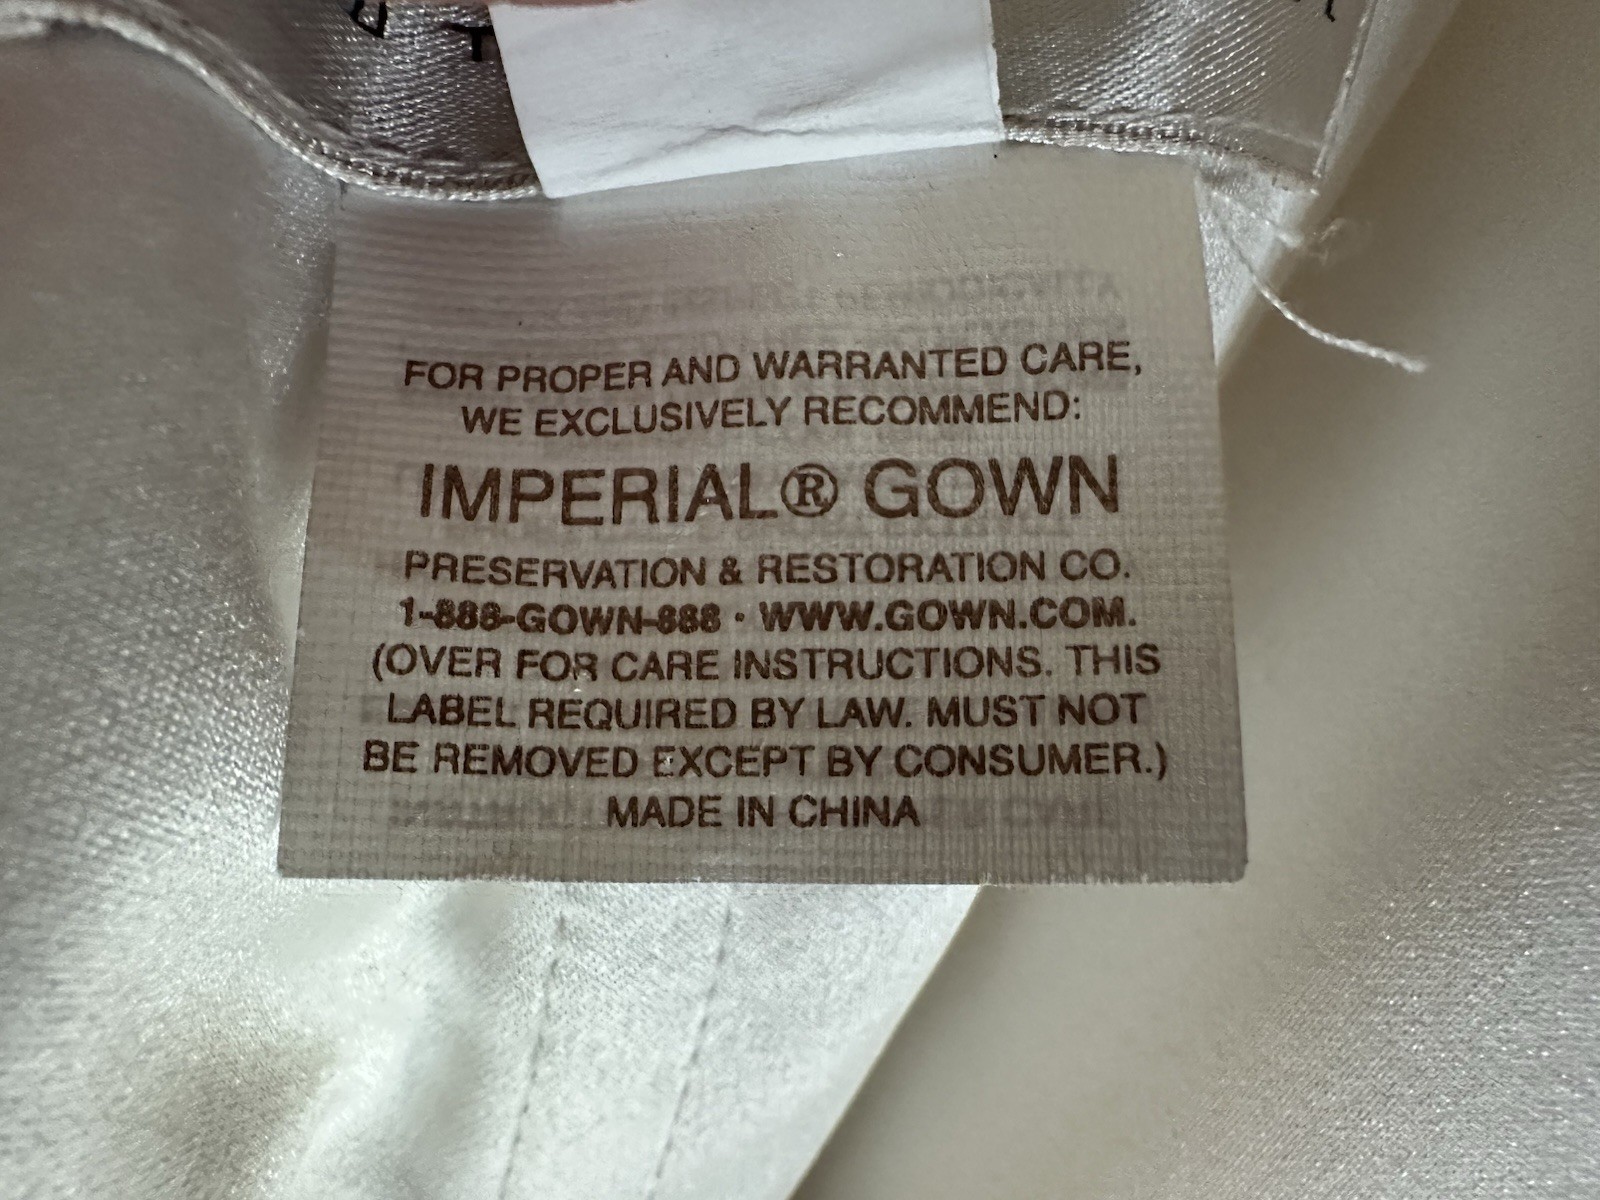 FOR PROPER AND WARRANTED CARE,
WE EXCLUSIVELY RECOMMEND:
IMPERIAL® GOWN
PRESERVATION & RESTORATION CO.
1-888-GOWN-888 · WWW.GOWN.COM.
(OVER FOR CARE INSTRUCTIONS. THIS
LABEL REQUIRED BY LAW. MUST NOT
BE REMOVED EXCEPT BY CONSUMER.)
MADE IN CHINA